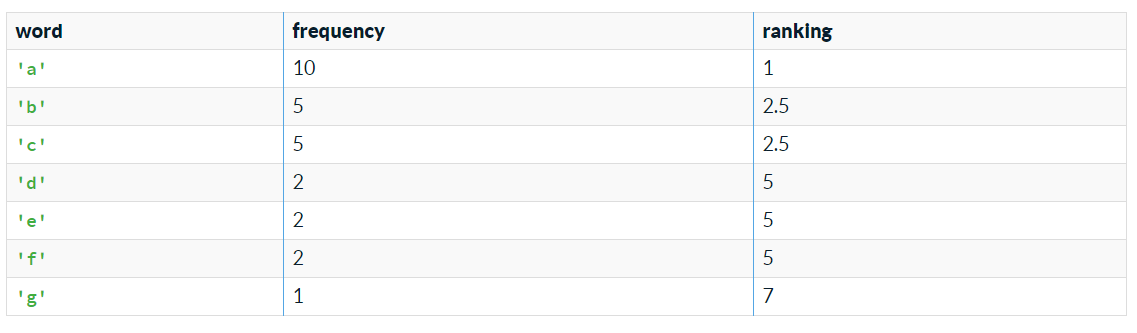 word frequency ranking
'a' 10 1
'b' 5 2.5
'c' 5 2.5
'd' 2 5
'e' 2 5
'f' 2 5
'g' 1 7